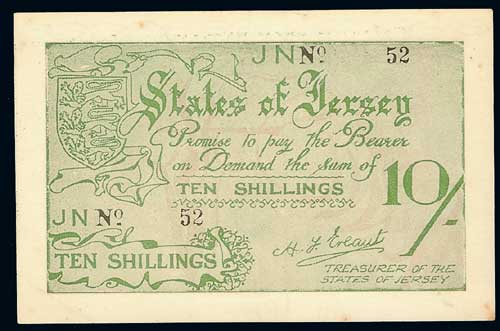 JN No 52
States of Jersey
Promise to pay the Bearer
on Demand the sum of
TEN SHILLINGS
10/-
JN No 52
TEN SHILLINGS
TREASURER OF THE
STATES OF JERSEY